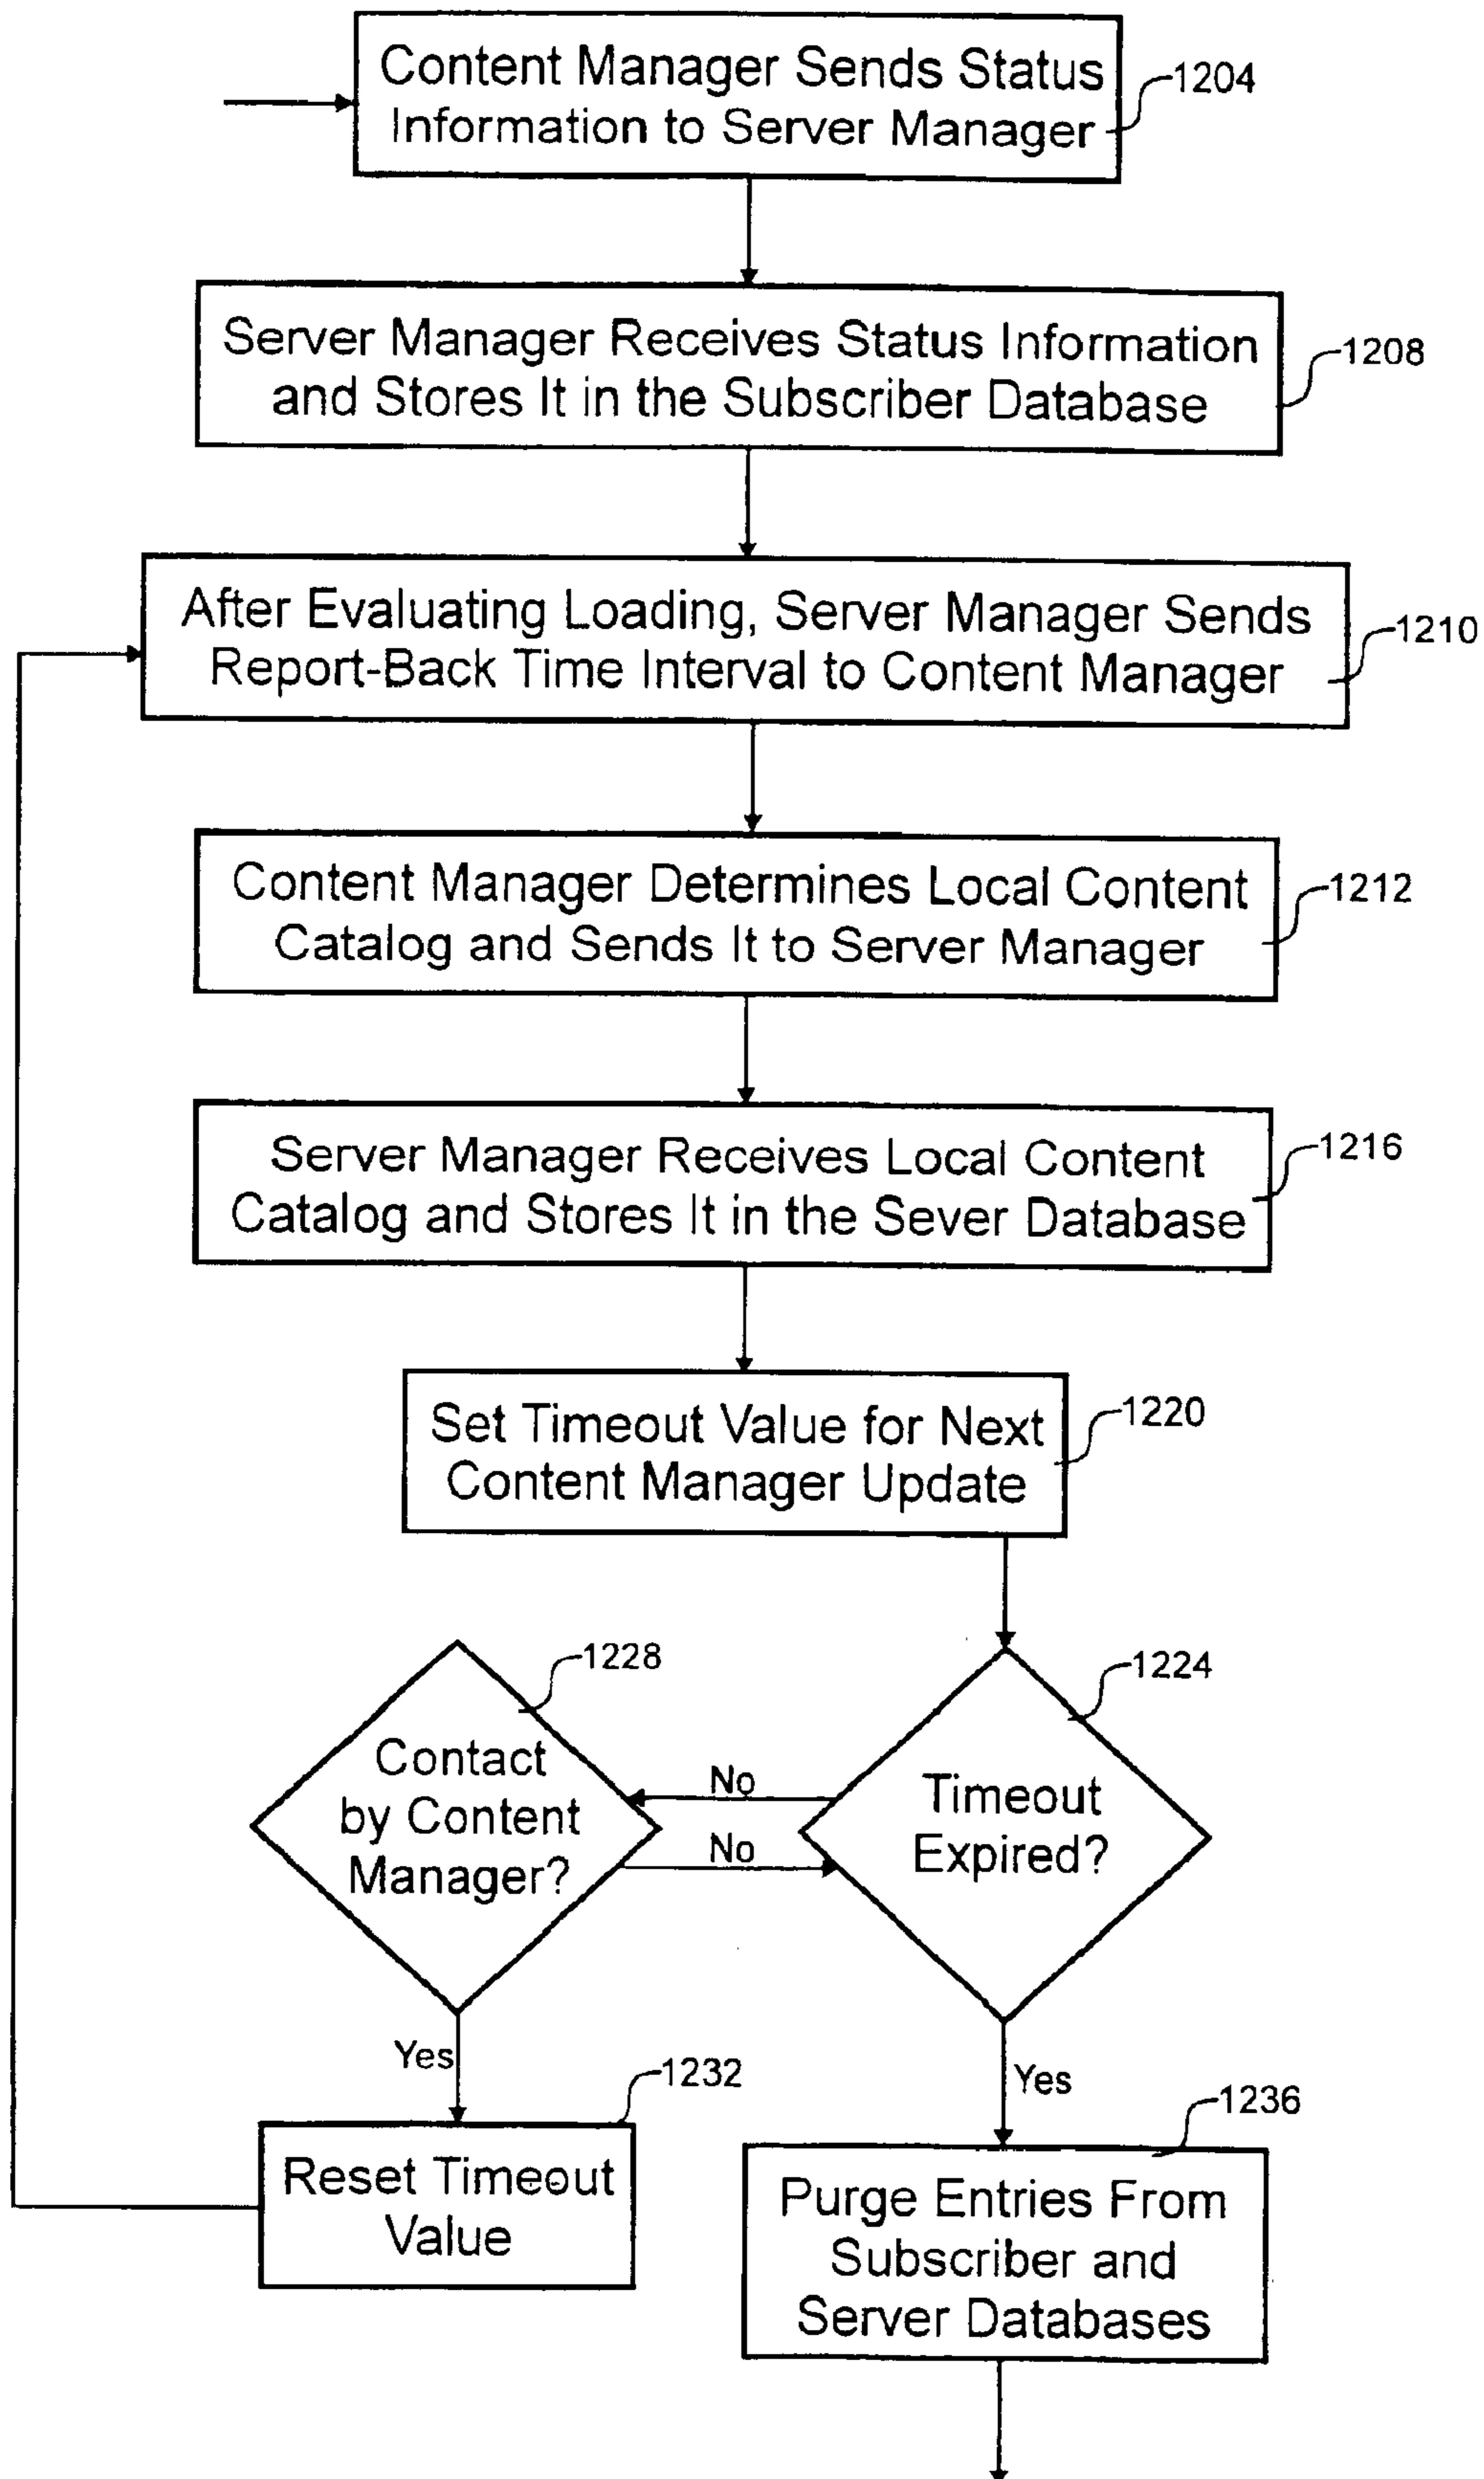 Content Manager Sends Status
Information to Server Manager
1204
Server Manager Receives Status Information
and Stores It in the Subscriber Database
1208
After Evaluating Loading, Server Manager Sends
Report-Back Time Interval to Content Manager
1210
Content Manager Determines Local Content
Catalog and Sends It to Server Manager
1212
Server Manager Receives Local Content
Catalog and Stores It in the Sever Database
1216
Set Timeout Value for Next
Content Manager Update
1220
1228
Contact
by Content
Manager?
No
No
1224
Timeout
Expired?
Yes
1232
Reset Timeout
Value
Yes
1236
Purge Entries From
Subscriber and
Server Databases